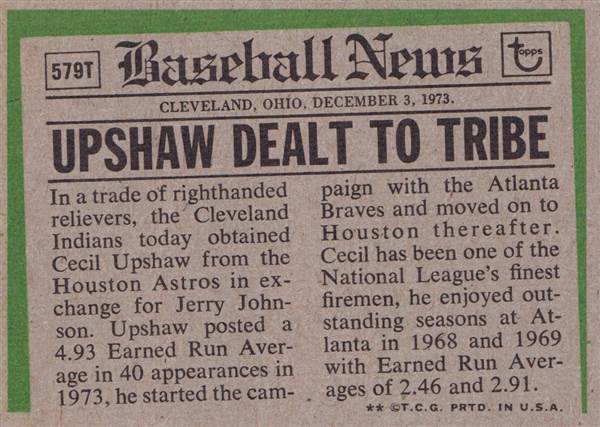 579T
Baseball News
topps
CLEVELAND, OHIO, DECEMBER 3, 1973.
UPSHAW DEALT TO TRIBE
In a trade of righthanded
relievers, the Cleveland
Indians today obtained
Cecil Upshaw from the
Houston Astros in ex-
change for Jerry John-
son. Upshaw posted a
4.93 Earned Run Aver-
age in 40 appearances in
1973, he started the cam-
paign with the Atlanta
Braves and moved on to
Houston thereafter.
Cecil has been one of the
National League's finest
firemen, he enjoyed out-
standing seasons at At-
lanta in 1968 and 1969
with Earned Run Aver-
ages of 2.46 and 2.91.
** ©T.C.G. PRTD. IN U.S.A.